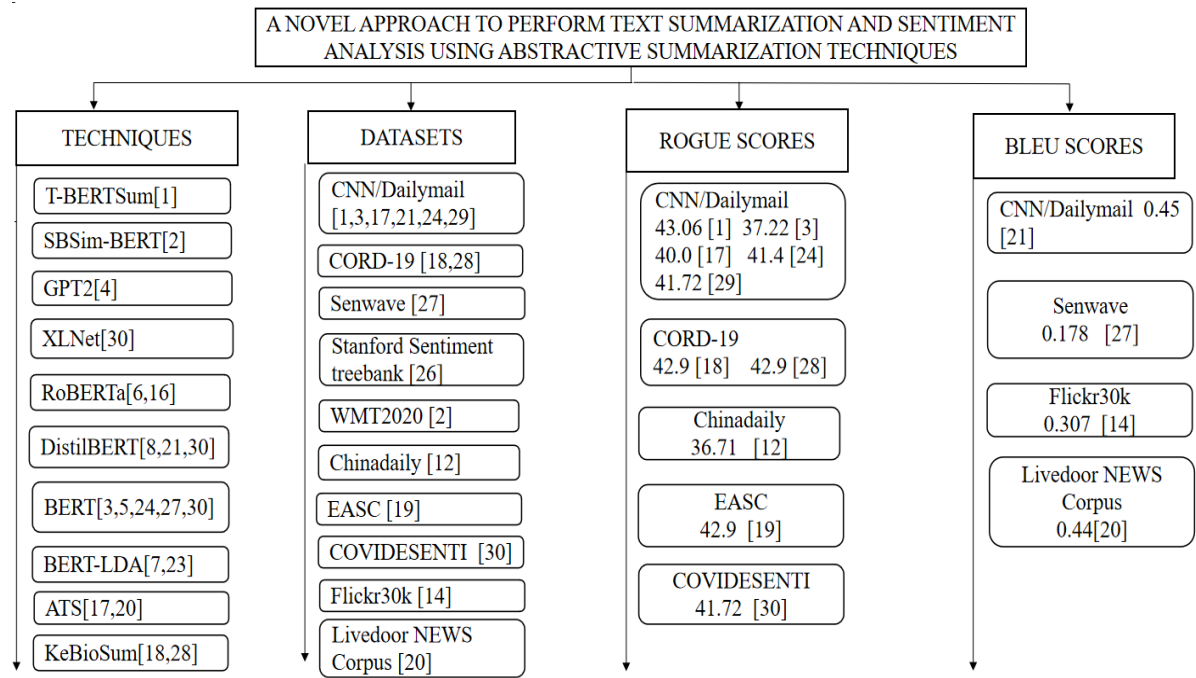 A NOVEL APPROACH TO PERFORM TEXT SUMMARIZATION AND SENTIMENT
ANALYSIS USING ABSTRACTIVE SUMMARIZATION TECHNIQUES
TECHNIQUES
T-BERTSum[1]
SBSim-BERT[2]
GPT2[4]
XLNet[30]
RoBERTa[6,16]
DistilBERT[8,21,30]
BERT[3,5,24,27,30]
BERT-LDA[7,23]
ATS[17,20]
KeBioSum[18,28]
DATASETS
CNN/Dailymail
[1,3,17,21,24,29]
CORD-19 [18,28]
Senwave [27]
Stanford Sentiment
treebank [26]
WMT2020 [2]
Chinadaily [12]
EASC [19]
COVIDESENTI [30]
Flickr30k [14]
Livedoor NEWS
Corpus [20]
ROGUE SCORES
CNN/Dailymail
43.06 [1] 37.22 [3]
40.0 [17] 41.4 [24]
41.72 [29]
CORD-19
42.9 [18] 42.9 [28]
Chinadaily
36.71 [12]
EASC
42.9 [19]
COVIDESENTI
41.72 [30]
BLEU SCORES
CNN/Dailymail 0.45
[21]
Senwave
0.178 [27]
Flickr30k
0.307 [14]
Livedoor NEWS
Corpus
0.44[20]